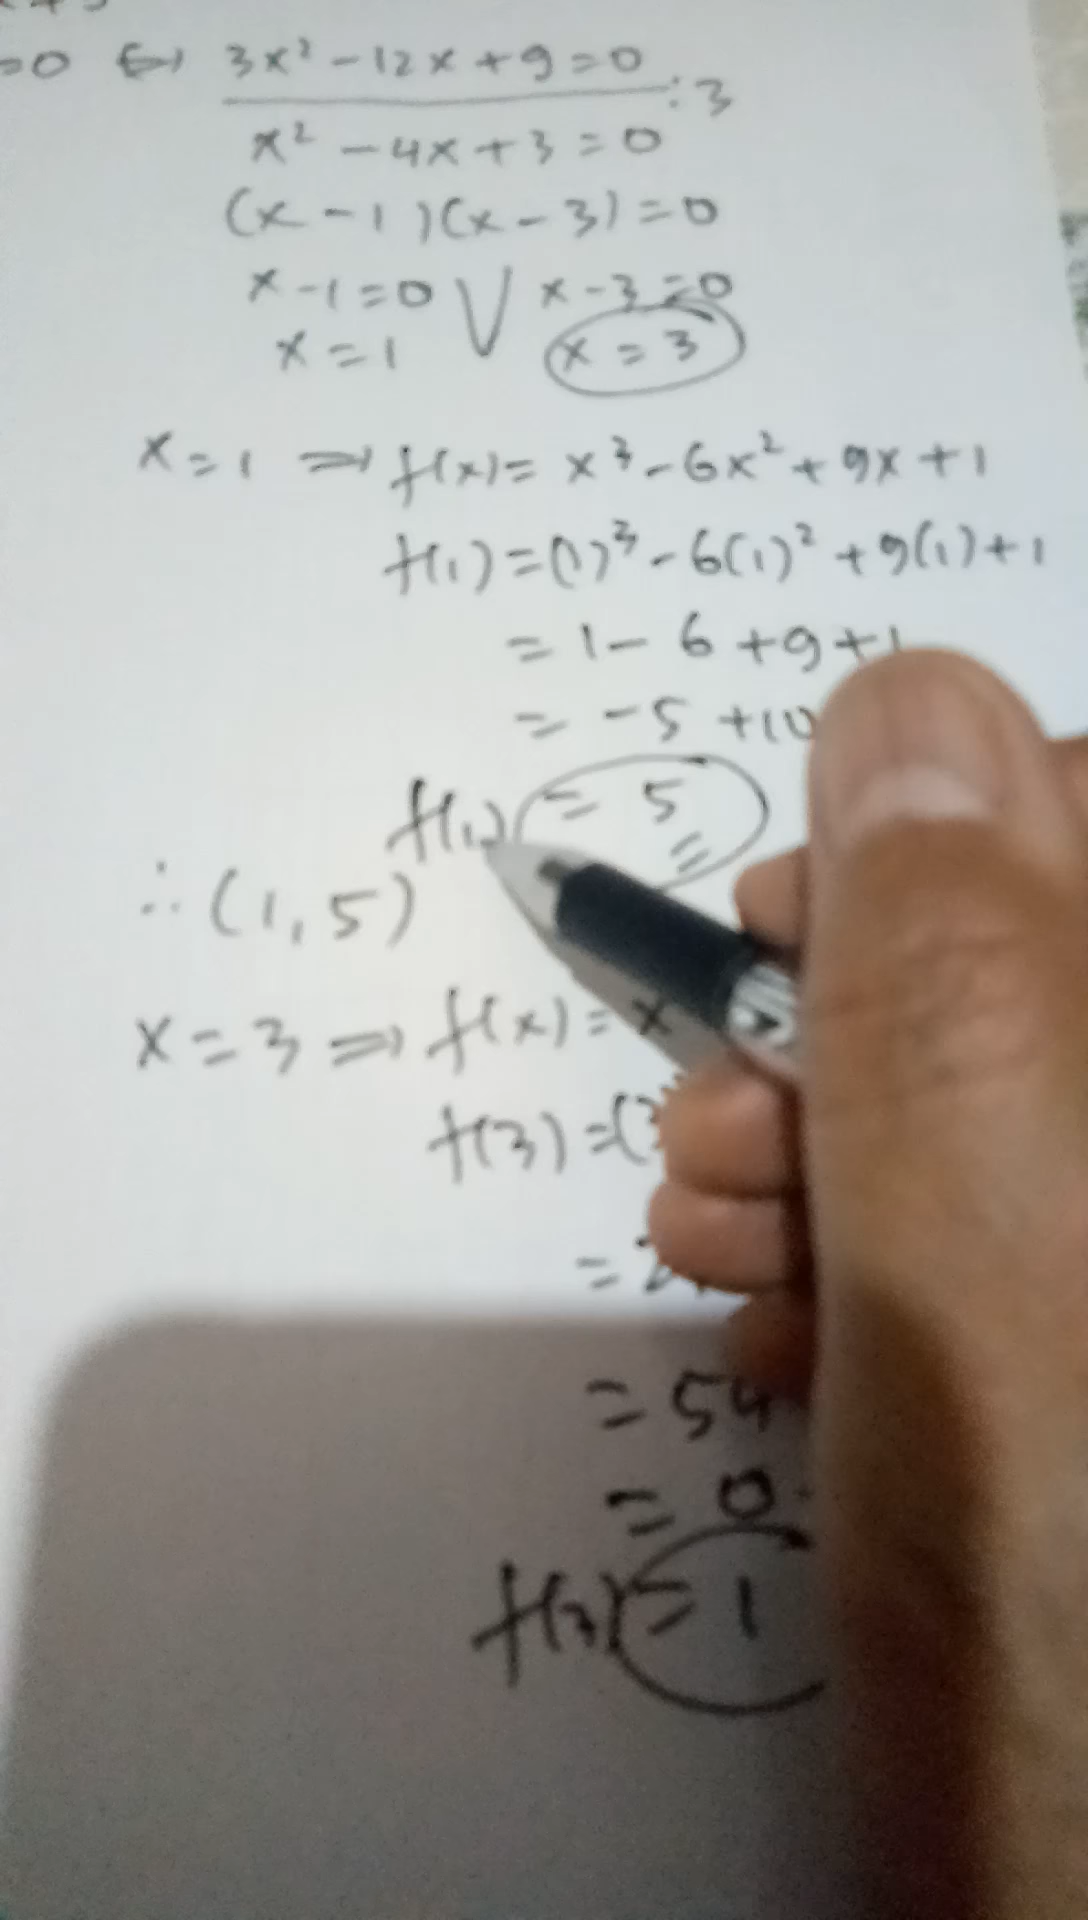 =0 ⇔ 3x² - 12x + 9 = 0
: 3
x² - 4x + 3 = 0
(x - 1)(x - 3) = 0
x - 1 = 0 V x - 3 = 0
x = 1 x = 3
x = 1 ⇒ f(x) = x³ - 6x² + 9x + 1
f(1) = (1)³ - 6(1)² + 9(1) + 1
= 1 - 6 + 9 + 1
= -5 + 10
f(1) = 5
∴ (1, 5)
x = 3 ⇒ f(x) = x
f(3) = (3
= 2
= 54
= 0
f(3) = 1